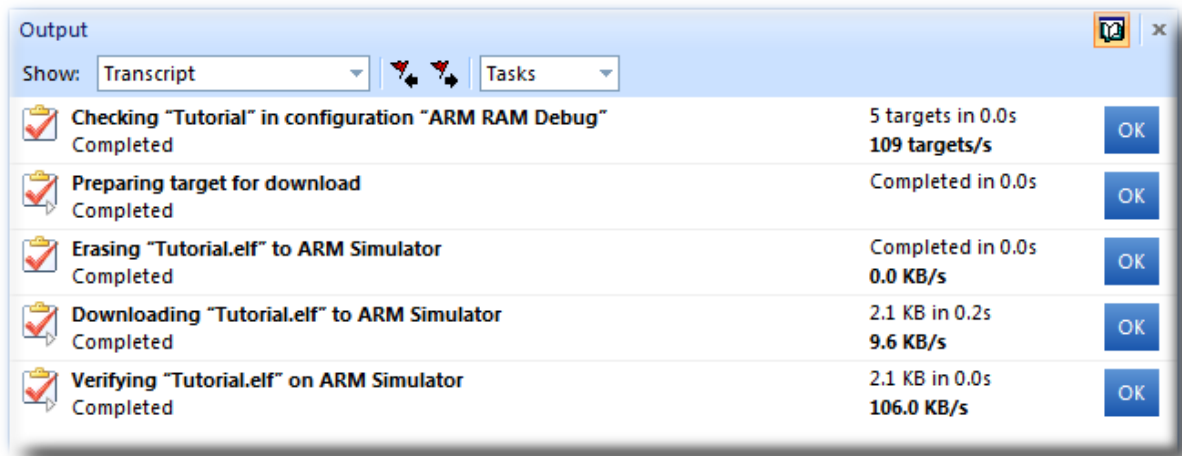 Output
Show: Transcript Tasks
Checking “Tutorial” in configuration “ARM RAM Debug” 5 targets in 0.0s
Completed 109 targets/s OK
Preparing target for download Completed in 0.0s
Completed OK
Erasing “Tutorial.elf” to ARM Simulator Completed in 0.0s
Completed 0.0 KB/s OK
Downloading “Tutorial.elf” to ARM Simulator 2.1 KB in 0.2s
Completed 9.6 KB/s OK
Verifying “Tutorial.elf” on ARM Simulator 2.1 KB in 0.0s
Completed 106.0 KB/s OK